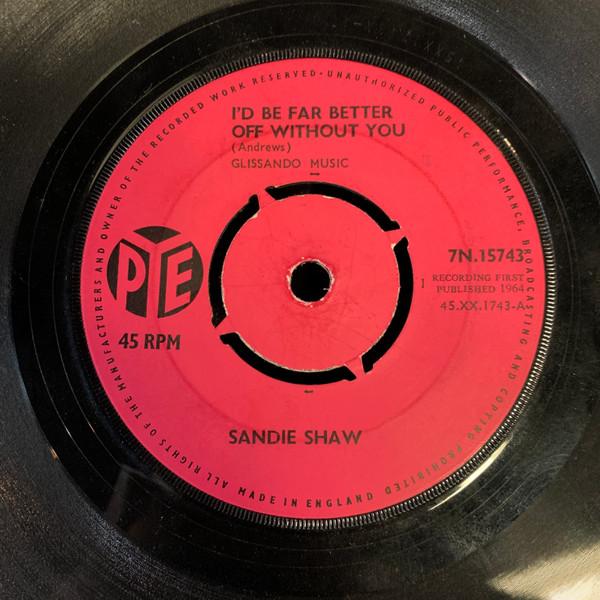 ALL RIGHTS OF THE MANUFACTURERS AND OWNER OF THE RECORDED WORK RESERVED·UNAUTHORIZED PUBLIC PERFORMANCE, BROADCASTING AND COPYING PROHIBITED
I'D BE FAR BETTER
OFF WITHOUT YOU
(Andrews)
GLISSANDO MUSIC
PYE
45 RPM
7N.15743
RECORDING FIRST
PUBLISHED 1964
45.XX.1743-A
SANDIE SHAW
MADE IN ENGLAND